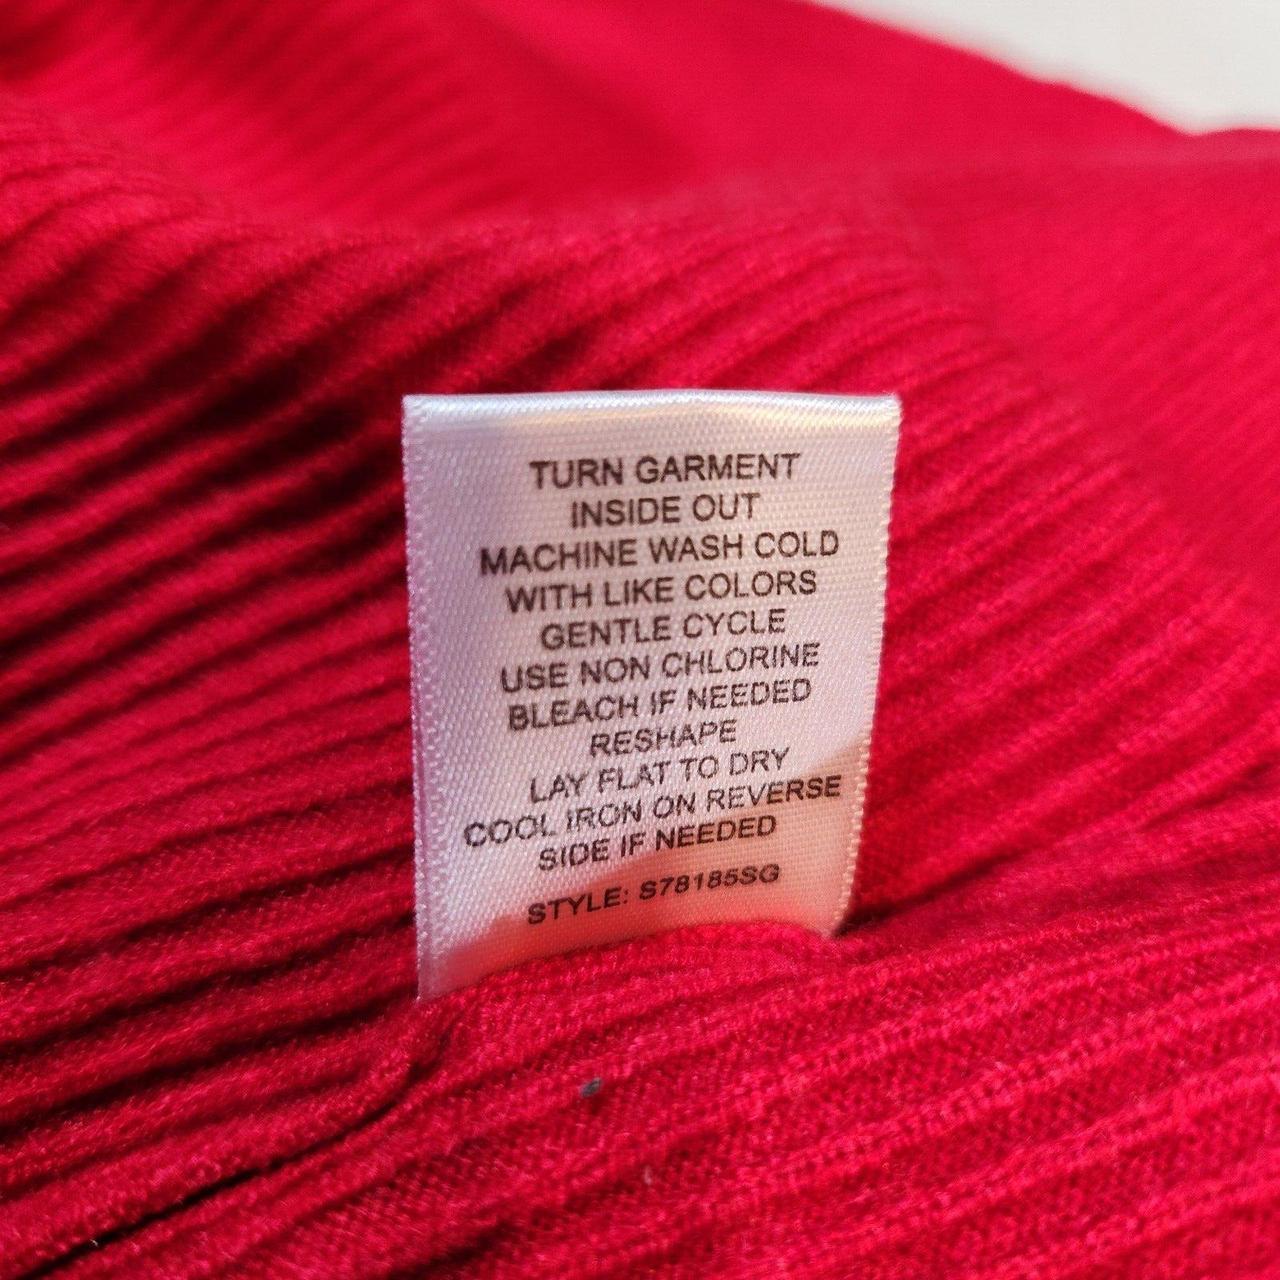 TURN GARMENT
INSIDE OUT
MACHINE WASH COLD
WITH LIKE COLORS
GENTLE CYCLE
USE NON CHLORINE
BLEACH IF NEEDED
RESHAPE
LAY FLAT TO DRY
COOL IRON ON REVERSE
SIDE IF NEEDED
STYLE: S78185SG